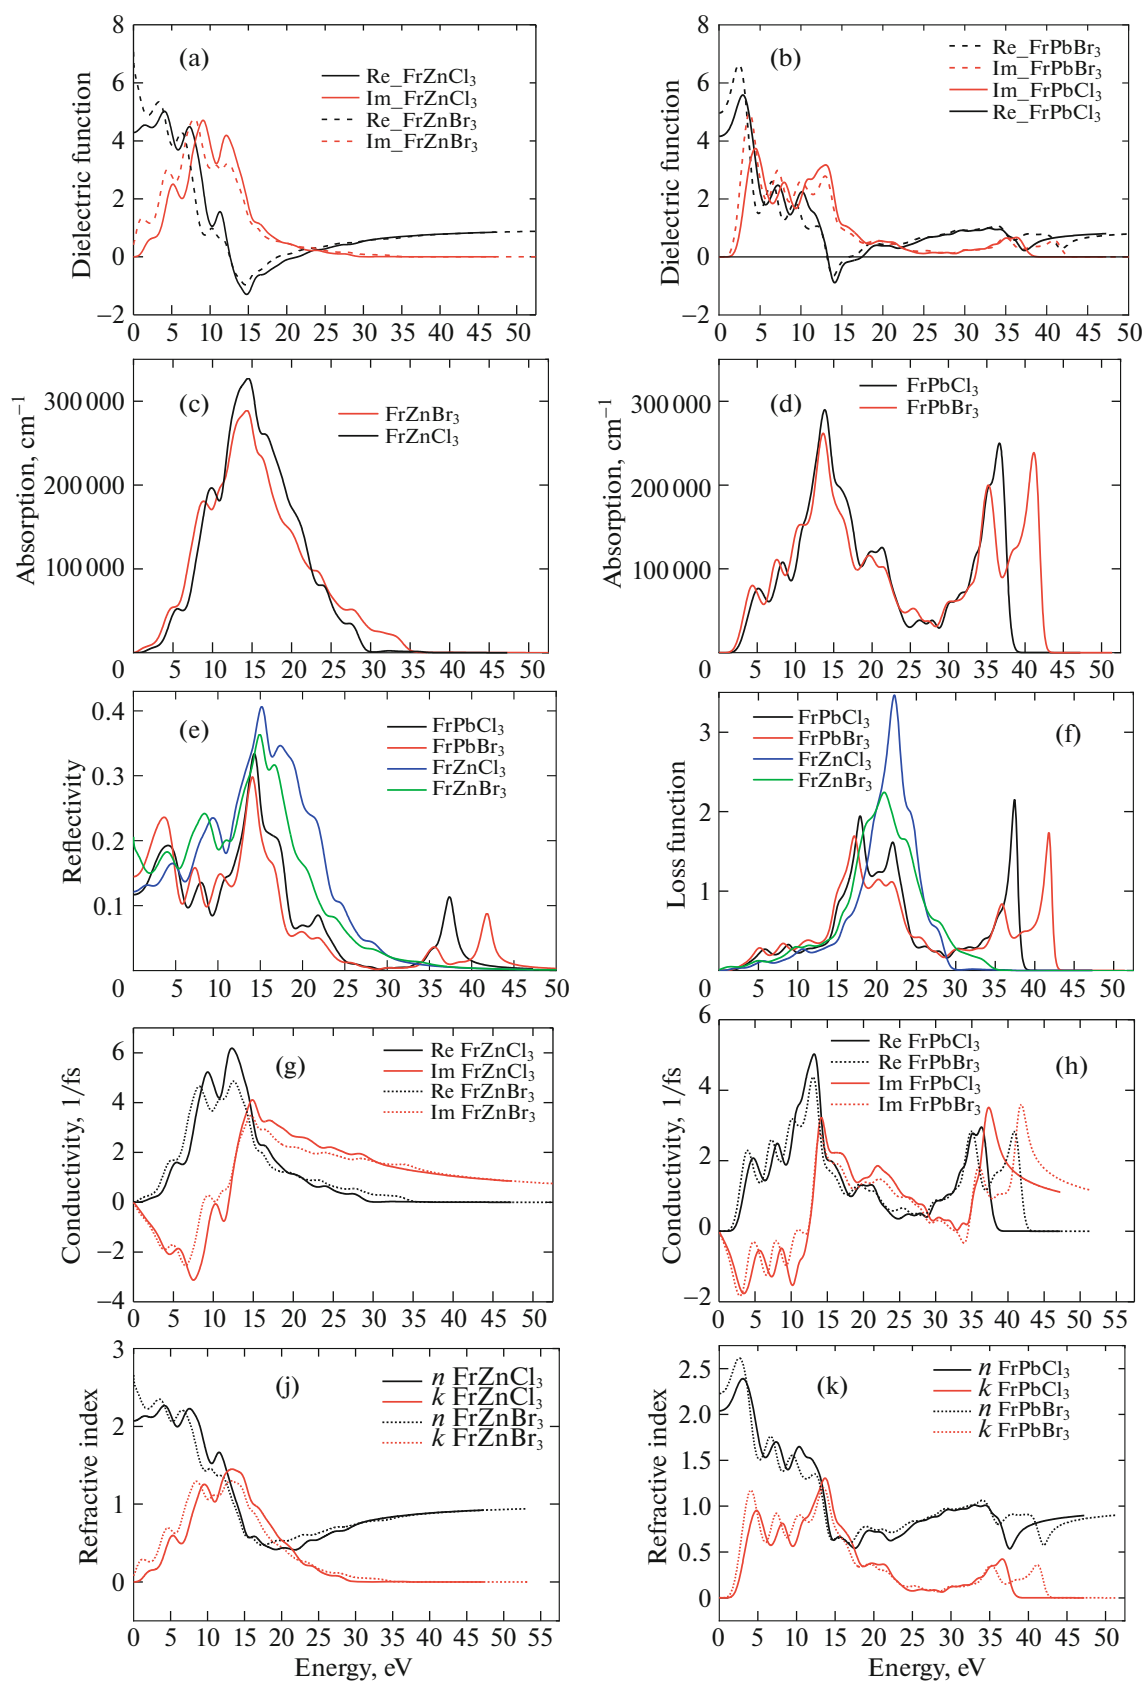 8
6
4
2
0
−2
Dielectric function
(a)
Re_FrZnCl3
Im_FrZnCl3
Re_FrZnBr3
Im_FrZnBr3
0 5 10 15 20 25 30 35 40 45 50
8
6
4
2
0
−2
Dielectric function
(b)
Re_FrPbBr3
Im_FrPbBr3
Im_FrPbCl3
Re_FrPbCl3
0 5 10 15 20 25 30 35 40 45 50
300 000
200 000
100 000
0
Absorption, cm−1
(c)
FrZnBr3
FrZnCl3
5 10 15 20 25 30 35 40 45 50
300 000
200 000
100 000
0
Absorption, cm−1
(d)
FrPbCl3
FrPbBr3
5 10 15 20 25 30 35 40 45 50
0.4
0.3
0.2
0.1
0
Reflectivity
(e)
FrPbCl3
FrPbBr3
FrZnCl3
FrZnBr3
5 10 15 20 25 30 35 40 45 50
3
2
1
0
Loss function
(f)
FrPbCl3
FrPbBr3
FrZnCl3
FrZnBr3
5 10 15 20 25 30 35 40 45 50
6
4
2
0
−2
−4
Conductivity, 1/fs
(g)
Re FrZnCl3
Im FrZnCl3
Re FrZnBr3
Im FrZnBr3
0 5 10 15 20 25 30 35 40 45 50
6
4
2
0
−2
Conductivity, 1/fs
(h)
Re FrPbCl3
Re FrPbBr3
Im FrPbCl3
Im FrPbBr3
0 5 10 15 20 25 30 35 40 45 50 55
3
2
1
0
Refractive index
(j)
n FrZnCl3
k FrZnCl3
n FrZnBr3
k FrZnBr3
0 5 10 15 20 25 30 35 40 45 50 55
Energy, eV
2.5
2.0
1.5
1.0
0.5
0
Refractive index
(k)
n FrPbCl3
k FrPbCl3
n FrPbBr3
k FrPbBr3
0 5 10 15 20 25 30 35 40 45 50
Energy, eV